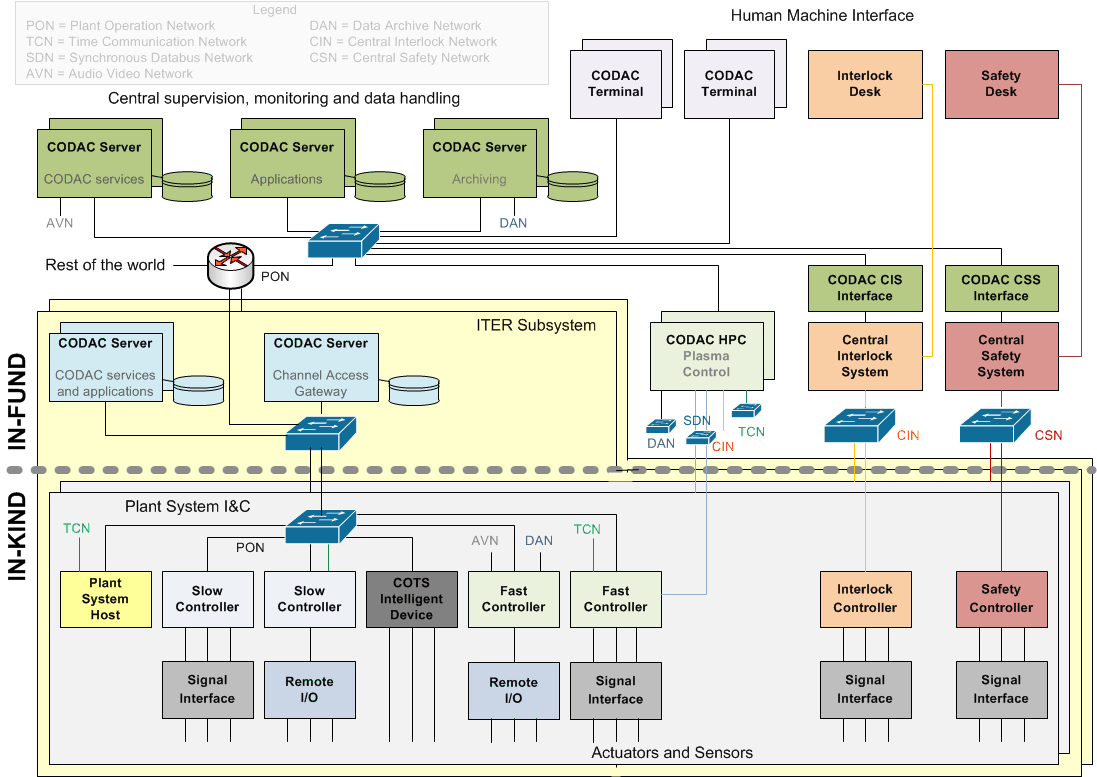 Legend
PON = Plant Operation Network
DAN = Data Archive Network
TCN = Time Communication Network
CIN = Central Interlock Network
SDN = Synchronous Databus Network
CSN = Central Safety Network
AVN = Audio Video Network
Human Machine Interface
CODAC
Terminal
CODAC
Terminal
Interlock
Desk
Safety
Desk
Central supervision, monitoring and data handling
CODAC Server
CODAC services
CODAC Server
Applications
CODAC Server
Archiving
AVN
DAN
Rest of the world
PON
CODAC CIS
Interface
CODAC CSS
Interface
ITER Subsystem
CODAC Server
CODAC services
and applications
CODAC Server
Channel Access
Gateway
CODAC HPC
Plasma
Control
Central
Interlock
System
Central
Safety
System
DAN
SDN
CIN
TCN
CIN
CSN
IN-FUND
IN-KIND
Plant System I&C
TCN
PON
AVN
DAN
TCN
Plant
System
Host
Slow
Controller
Slow
Controller
COTS
Intelligent
Device
Fast
Controller
Fast
Controller
Interlock
Controller
Safety
Controller
Signal
Interface
Remote
I/O
Remote
I/O
Signal
Interface
Signal
Interface
Signal
Interface
Actuators and Sensors